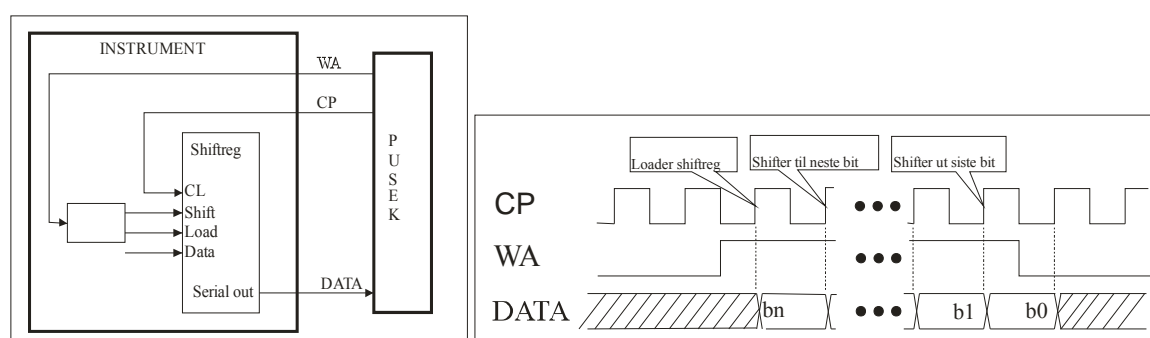 INSTRUMENT
WA
CP
PUSEK
Shiftreg
CL
Shift
Load
Data
Serial out
DATA
Loader shiftreg
Shifter til neste bit
Shifter ut siste bit
CP
WA
DATA
bn
b1
b0